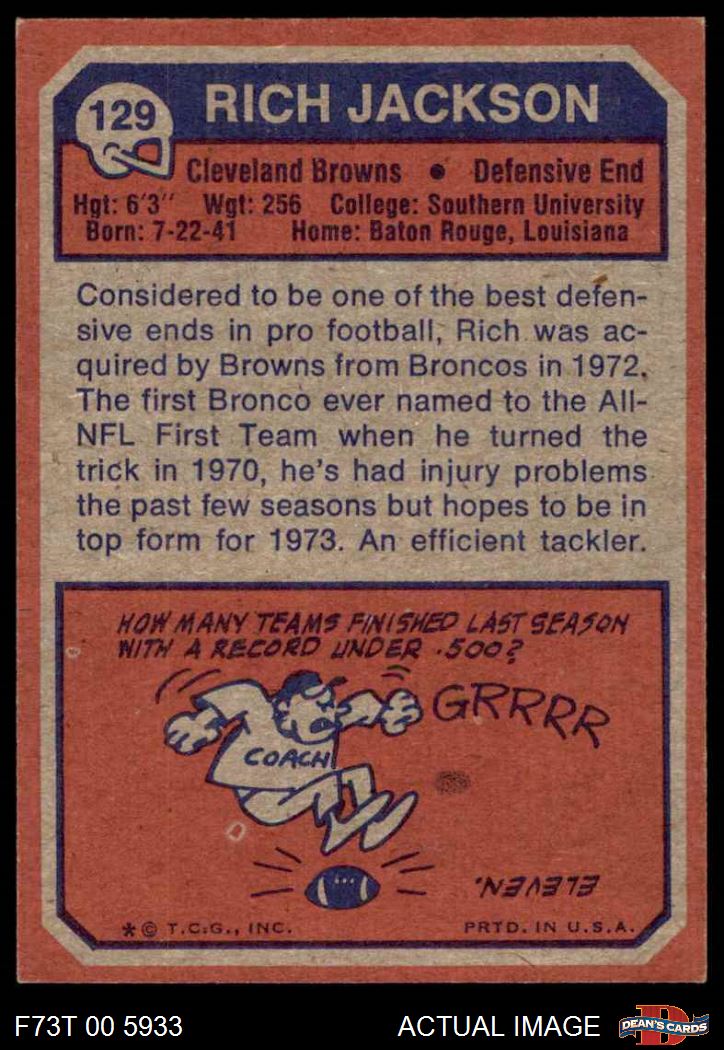 129
RICH JACKSON
Cleveland Browns • Defensive End
Hgt: 6'3" Wgt: 256 College: Southern University
Born: 7-22-41 Home: Baton Rouge, Louisiana
Considered to be one of the best defen-
sive ends in pro football, Rich was ac-
quired by Browns from Broncos in 1972.
The first Bronco ever named to the All-
NFL First Team when he turned the
trick in 1970, he's had injury problems
the past few seasons but hopes to be in
top form for 1973. An efficient tackler.
HOW MANY TEAMS FINISHED LAST SEASON
WITH A RECORD UNDER .500?
GRRRR
COACH
ELEVEN.
*© T.C.G., INC. PRTD. IN U.S.A.
F73T 00 5933 ACTUAL IMAGE
D
DEAN'S CARDS